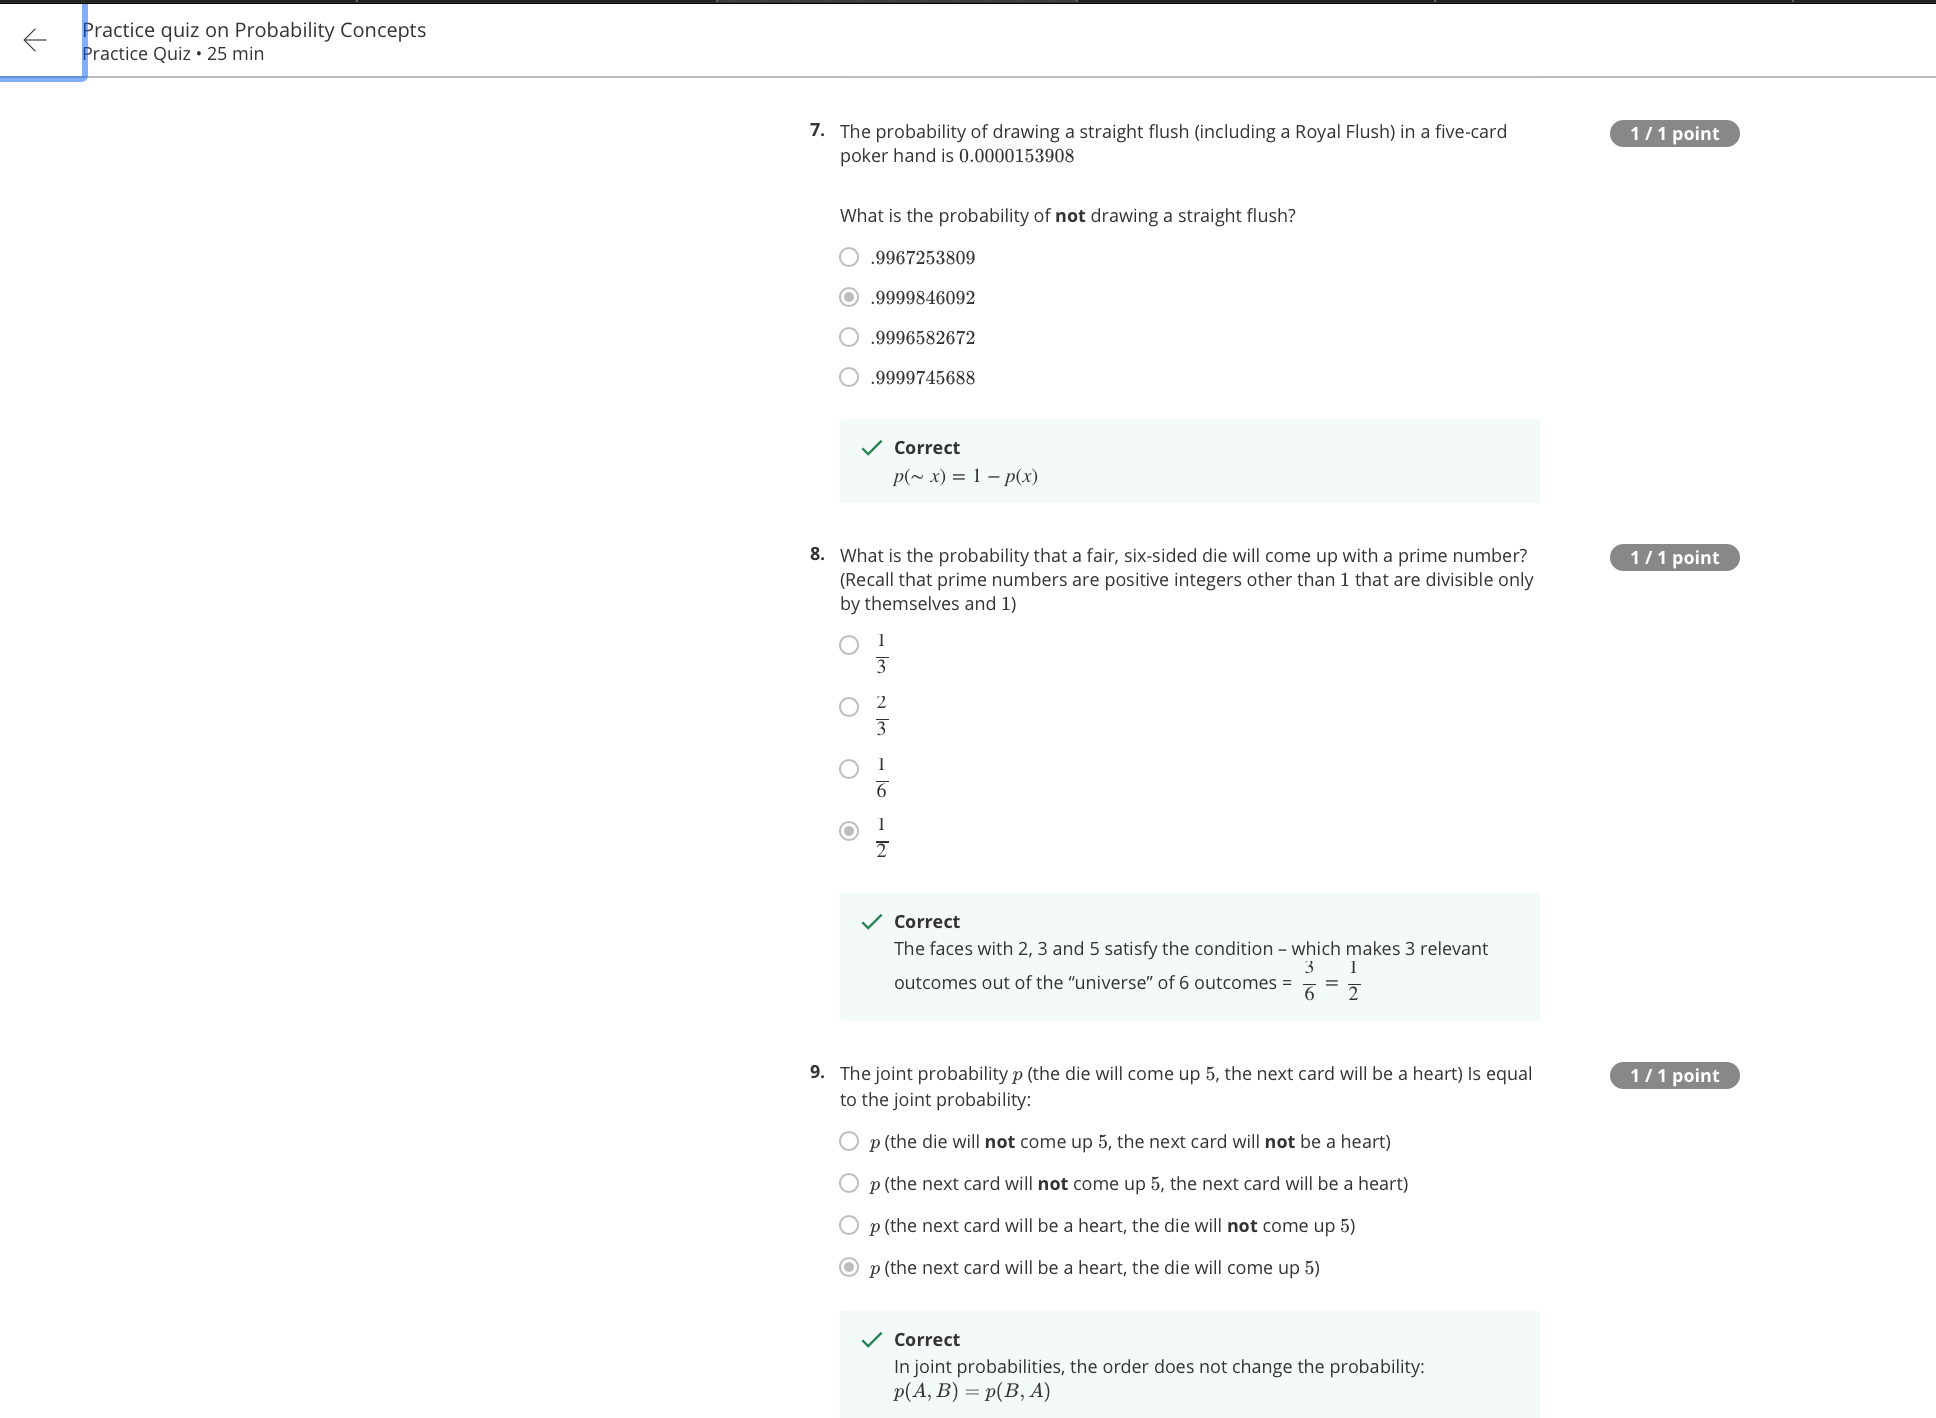 Practice quiz on Probability Concepts
Practice Quiz • 25 min
7. The probability of drawing a straight flush (including a Royal Flush) in a five-card
poker hand is 0.0000153908
1 / 1 point
What is the probability of not drawing a straight flush?
.9967253809
.9999846092
.9996582672
.9999745688
Correct
p(∼ x) = 1 − p(x)
8. What is the probability that a fair, six-sided die will come up with a prime number?
(Recall that prime numbers are positive integers other than 1 that are divisible only
by themselves and 1)
1 / 1 point
1/3
2/3
1/6
1/2
Correct
The faces with 2, 3 and 5 satisfy the condition – which makes 3 relevant
outcomes out of the “universe” of 6 outcomes = 3/6 = 1/2
9. The joint probability p (the die will come up 5, the next card will be a heart) Is equal
to the joint probability:
1 / 1 point
p (the die will not come up 5, the next card will not be a heart)
p (the next card will not come up 5, the next card will be a heart)
p (the next card will be a heart, the die will not come up 5)
p (the next card will be a heart, the die will come up 5)
Correct
In joint probabilities, the order does not change the probability:
p(A, B) = p(B, A)